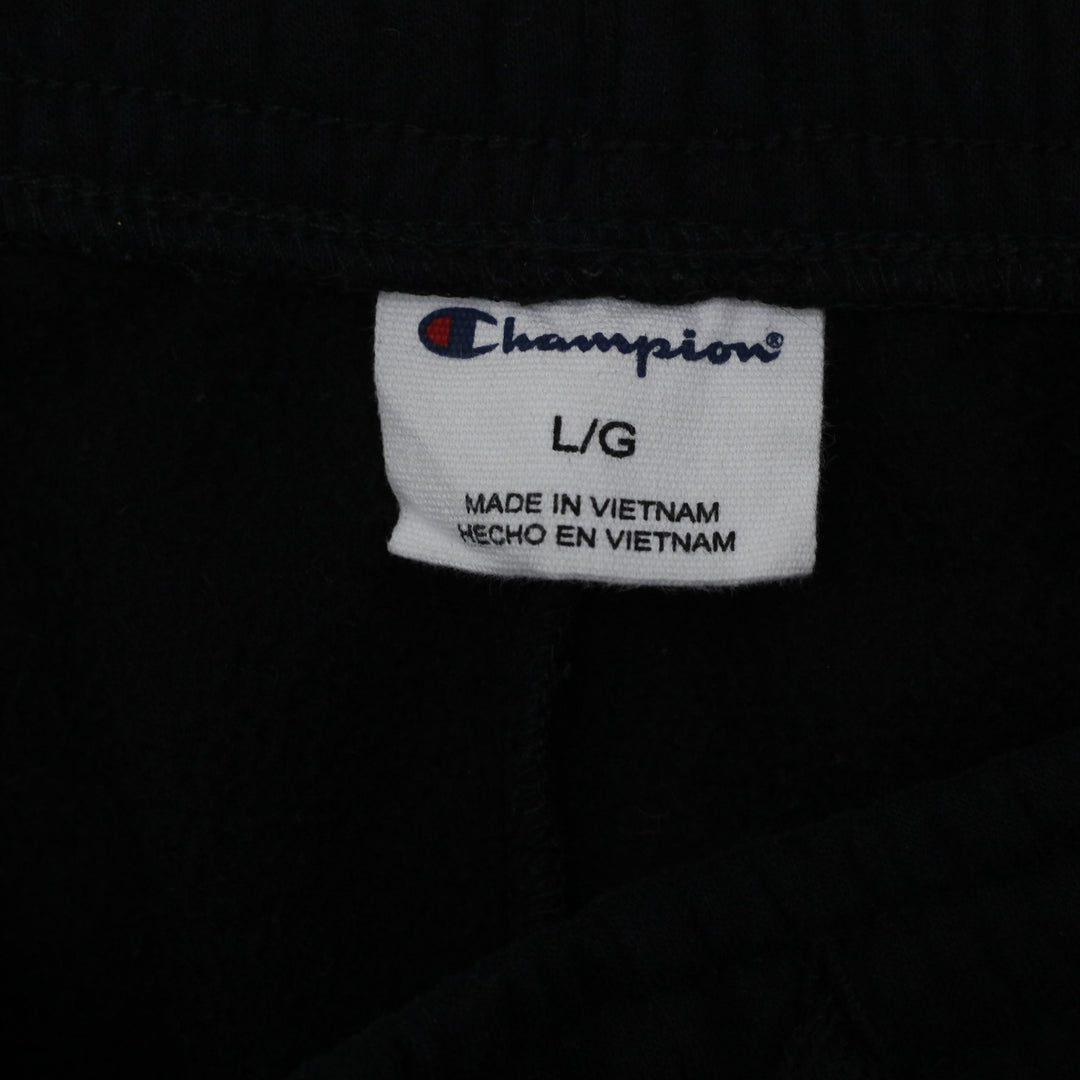 Champion®
L/G
MADE IN VIETNAM
HECHO EN VIETNAM